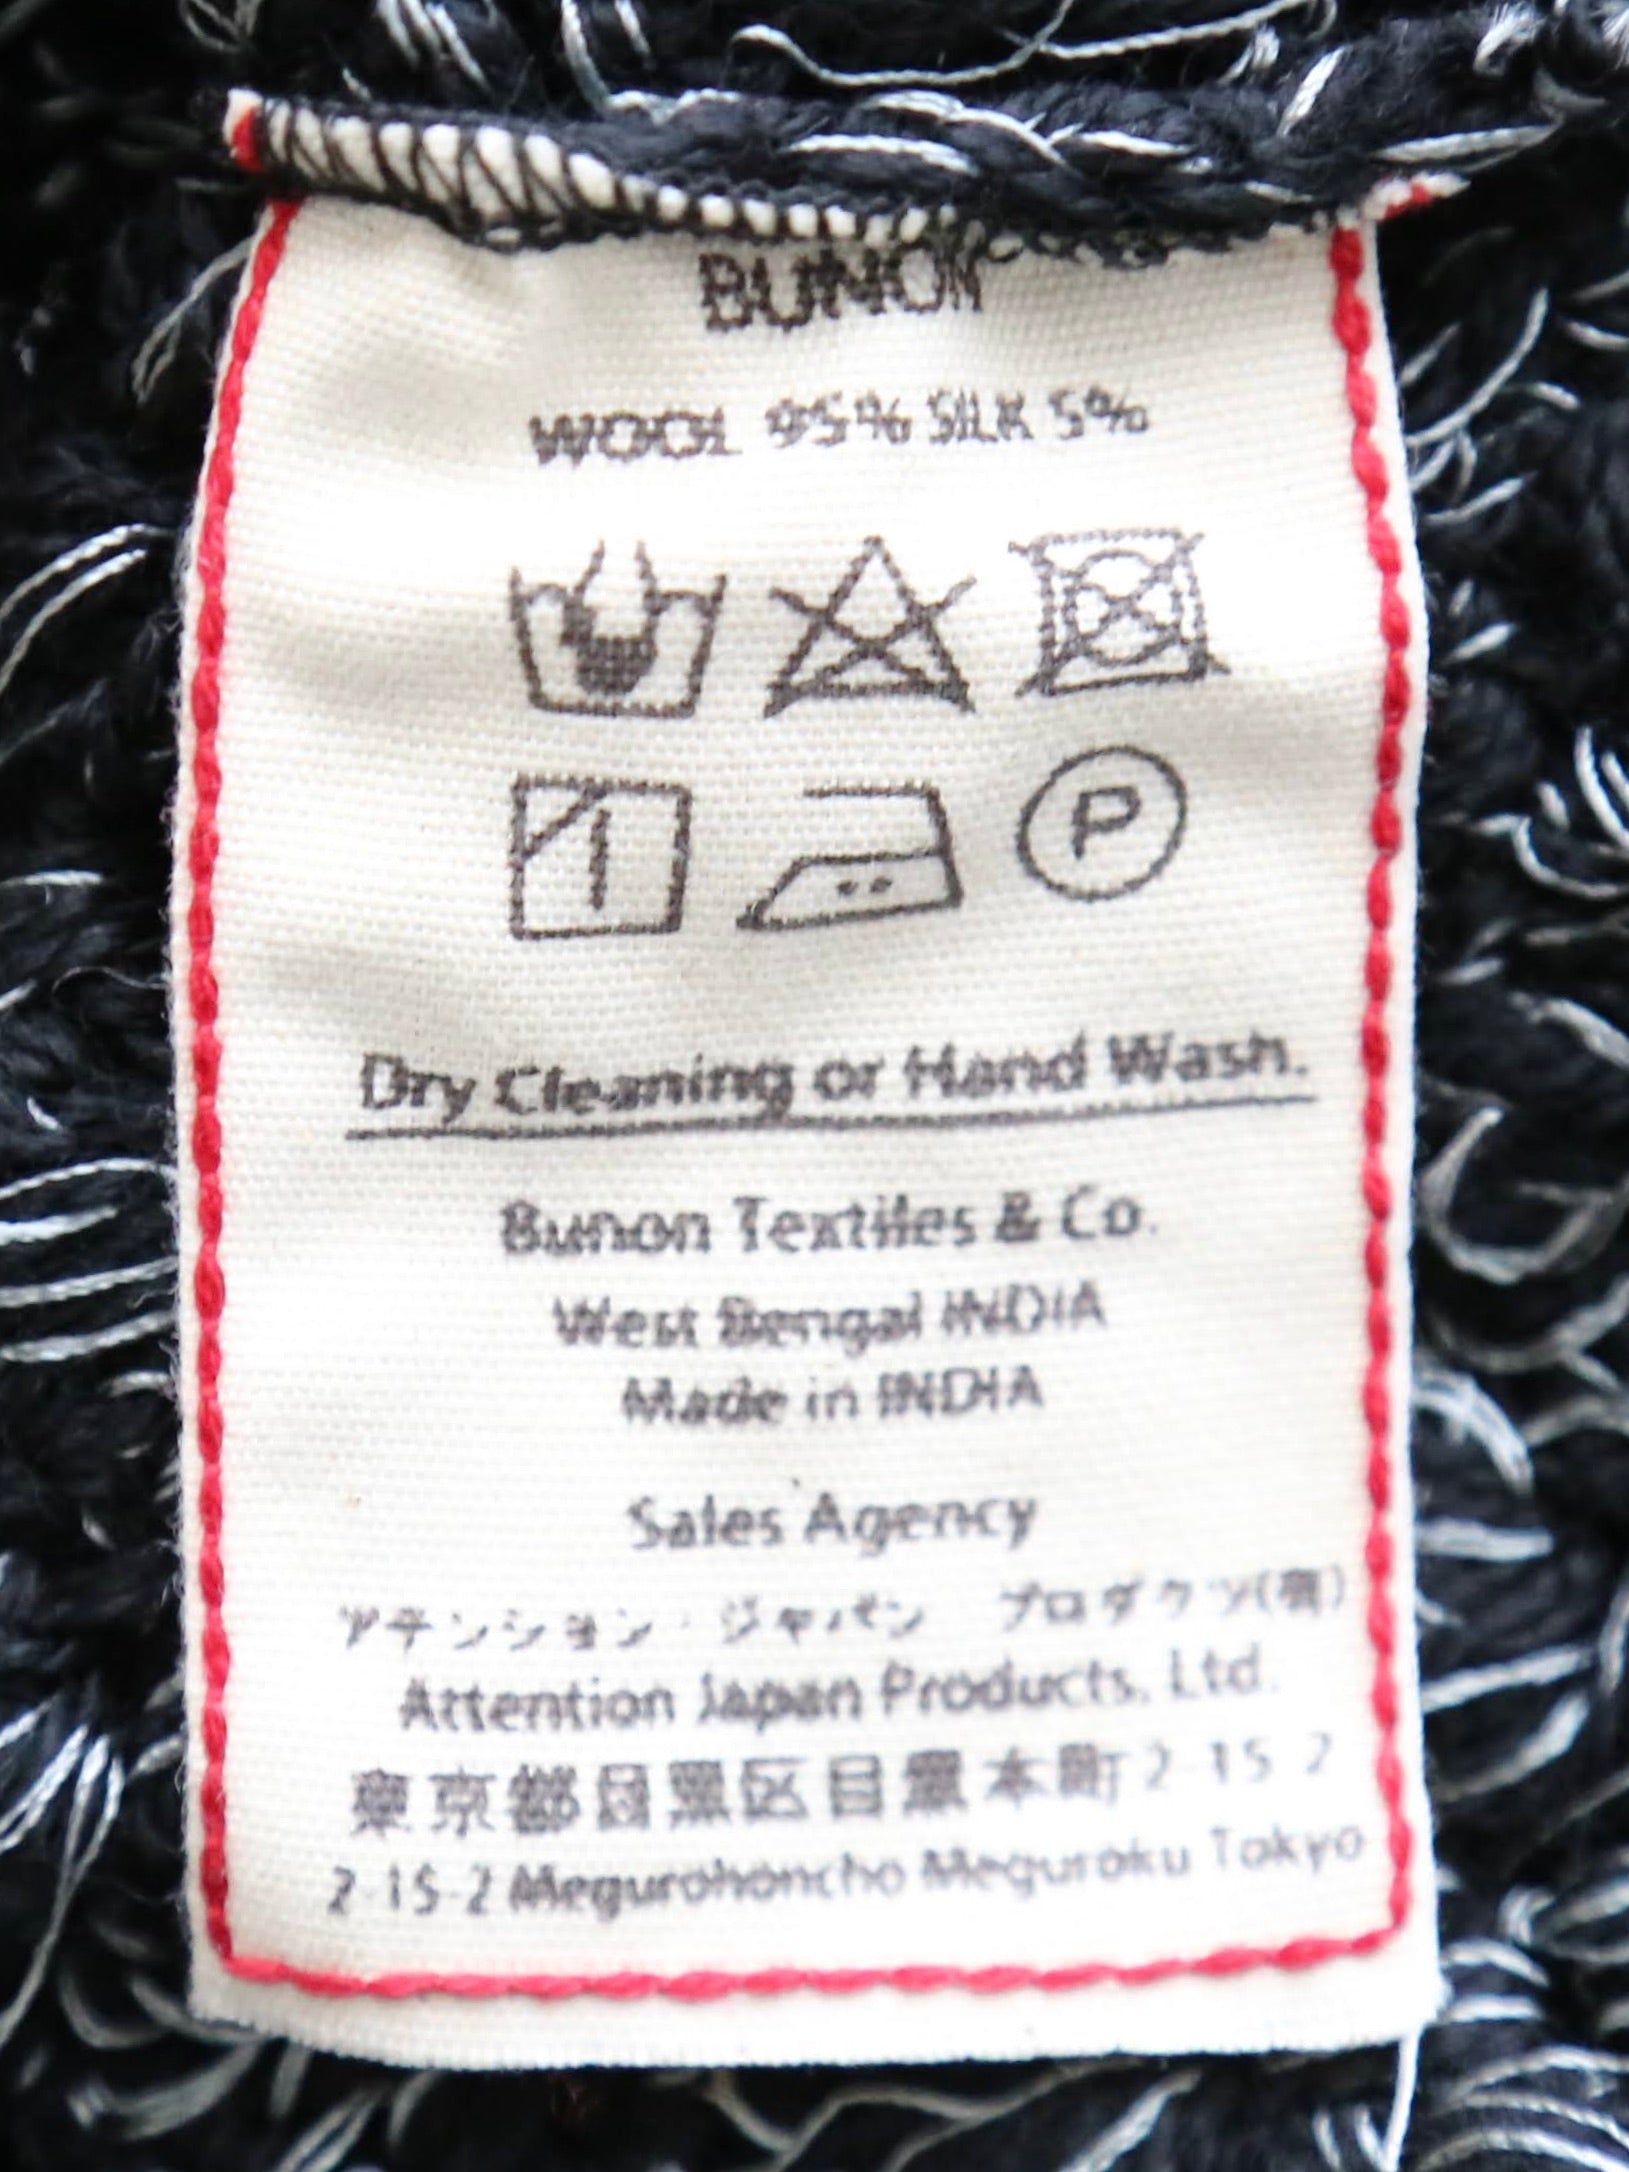 BUNON
WOOL 95% SILK 5%
P
Dry Cleaning or Hand Wash.
Bunon Textiles & Co.
West Bengal INDIA
Made in INDIA
Sales Agency
アテンション・ジャパン プロダクツ(有)
Attention Japan Products, Ltd.
東京都目黒区目黒本町2-15-2
2-15-2 Megurohoncho Meguroku Tokyo